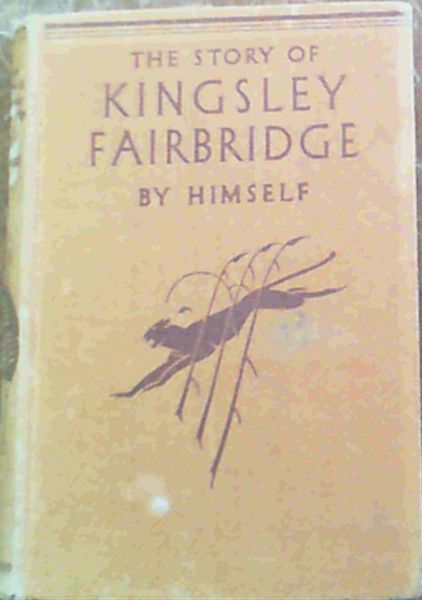 THE STORY OF
KINGSLEY
FAIRBRIDGE
BY HIMSELF